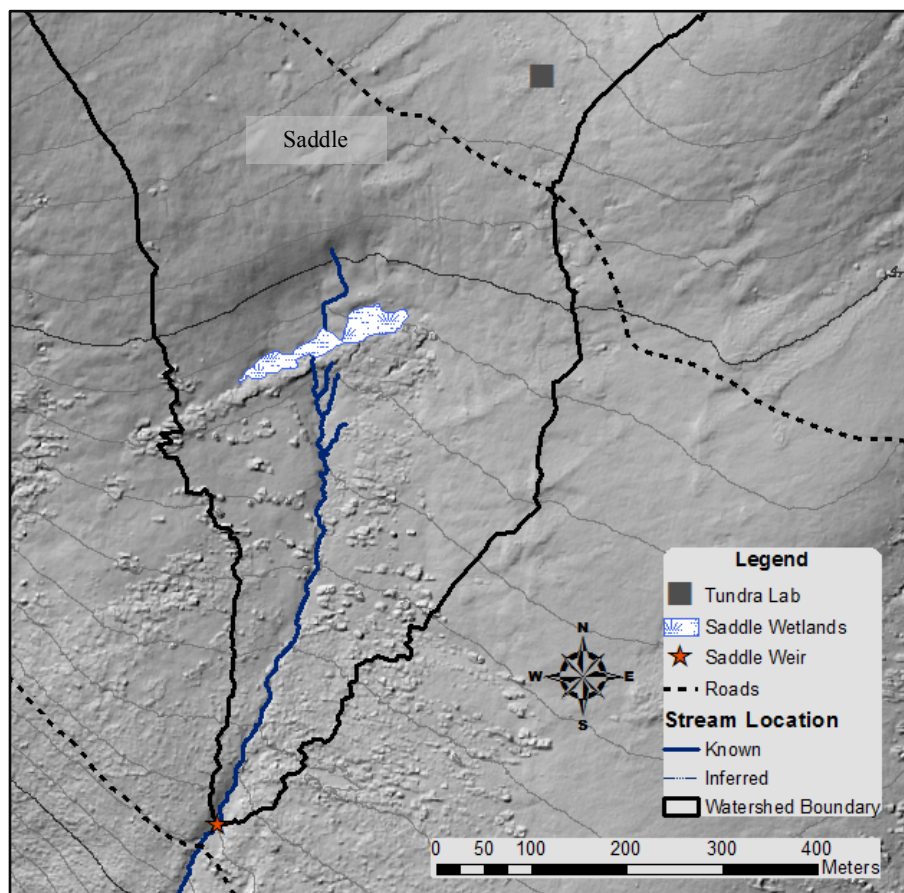 Saddle
Legend
Tundra Lab
Saddle Wetlands
Saddle Weir
Roads
Stream Location
Known
Inferred
Watershed Boundary
N
W E
S
0 50 100 200 300 400
Meters